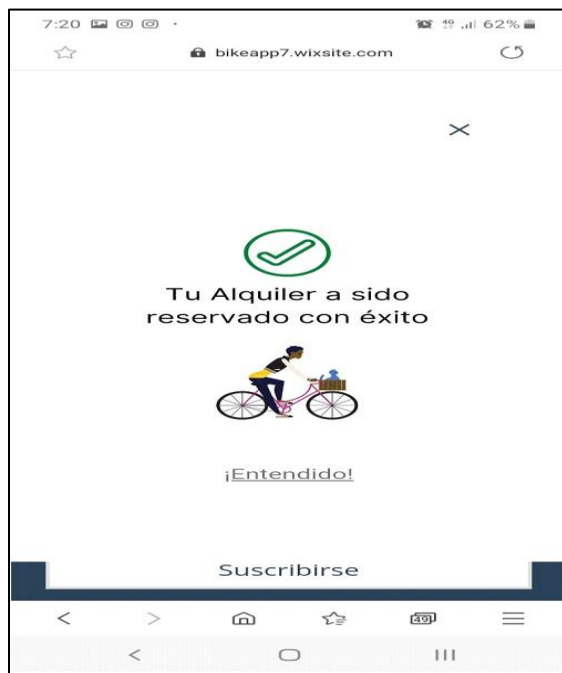 7:20
62%
bikeapp7.wixsite.com
Tu Alquiler a sido
reservado con éxito
¡Entendido!
Suscribirse
49